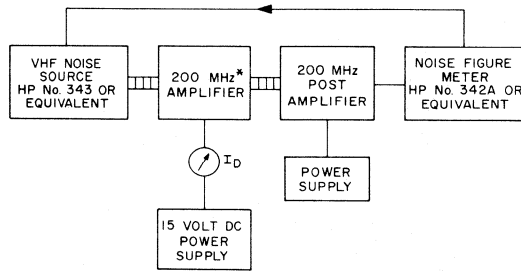 VHF NOISE
SOURCE
HP No. 343 OR
EQUIVALENT
200 MHz*
AMPLIFIER
200 MHz
POST
AMPLIFIER
NOISE FIGURE
METER
HP No. 342A OR
EQUIVALENT
ID
POWER
SUPPLY
15 VOLT DC
POWER
SUPPLY